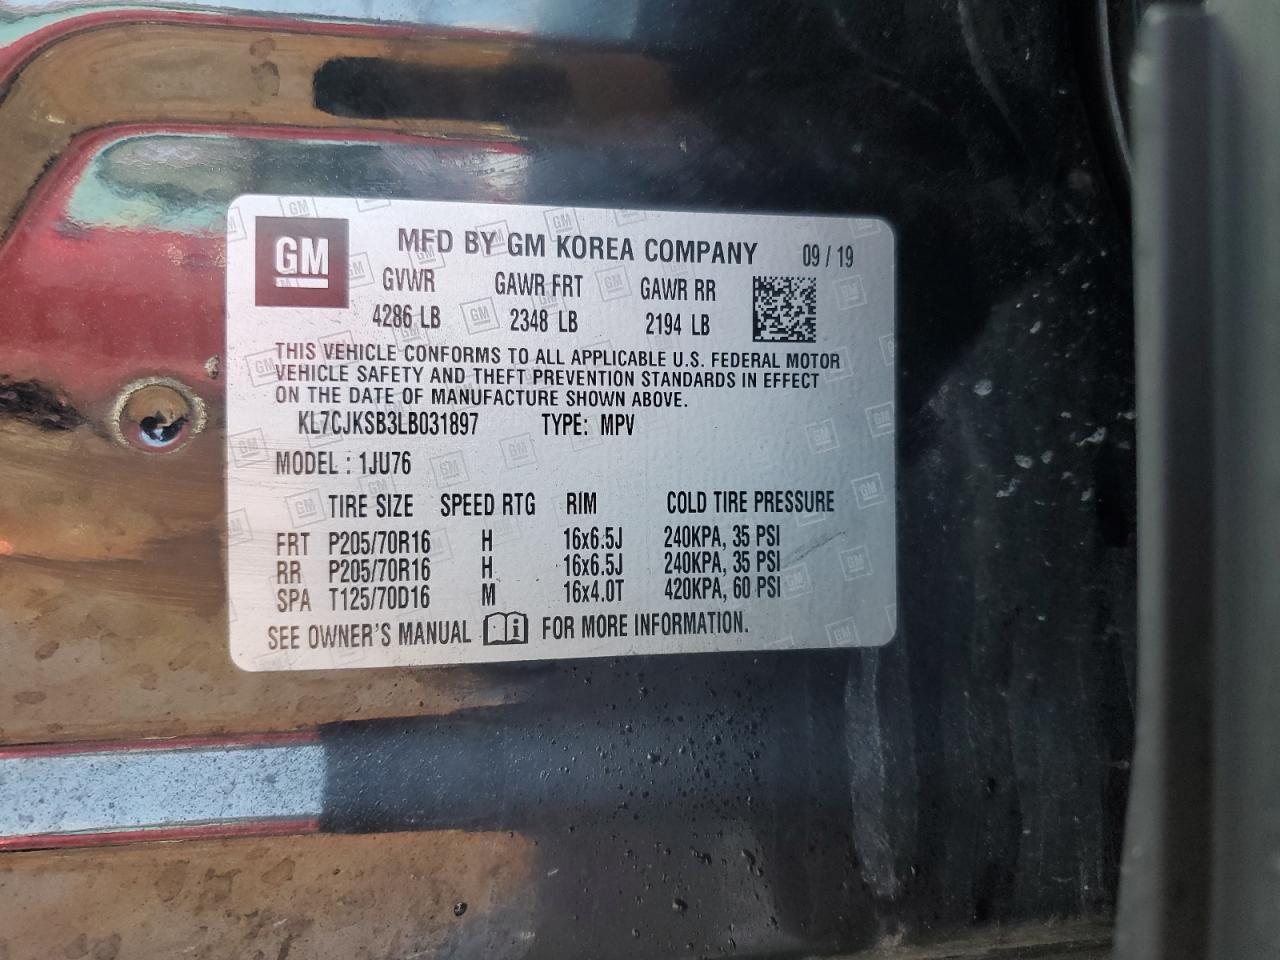 GM MFD BY GM KOREA COMPANY 09 / 19
GVWR GAWR FRT GAWR RR
4286 LB 2348 LB 2194 LB
THIS VEHICLE CONFORMS TO ALL APPLICABLE U.S. FEDERAL MOTOR
VEHICLE SAFETY AND THEFT PREVENTION STANDARDS IN EFFECT
ON THE DATE OF MANUFACTURE SHOWN ABOVE.
KL7CJKSB3LB031897 TYPE: MPV
MODEL : 1JU76
TIRE SIZE SPEED RTG RIM COLD TIRE PRESSURE
FRT P205/70R16 H 16x6.5J 240KPA, 35 PSI
RR P205/70R16 H 16x6.5J 240KPA, 35 PSI
SPA T125/70D16 M 16x4.0T 420KPA, 60 PSI
SEE OWNER'S MANUAL i FOR MORE INFORMATION.